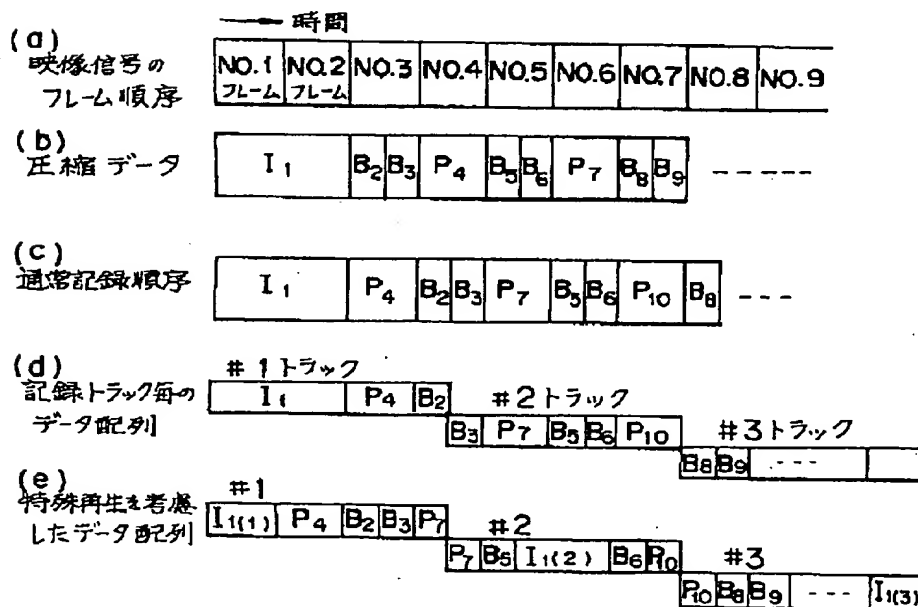 → 時間
(a)
映像信号の
フレーム順序
NO.1 NO.2 NO.3 NO.4 NO.5 NO.6 NO.7 NO.8 NO.9
フレーム フレーム
(b)
圧縮データ
I₁ B₂ B₃ P₄ B₅ B₆ P₇ B₈ B₉ -----
(c)
通常記録順序
I₁ P₄ B₂ B₃ P₇ B₅ B₆ P₁₀ B₈ ---
(d)
記録トラック毎の
データ配列
#1トラック
I₁ P₄ B₂
#2トラック
B₃ P₇ B₅ B₆ P₁₀
#3トラック
B₈ B₉ ---
(e)
特殊再生を考慮
したデータ配列
#1
I₁(1) P₄ B₂ B₃ P₇
#2
P₇ B₅ I₁(2) B₆ P₁₀
#3
P₁₀ B₈ B₉ --- I₁(3)